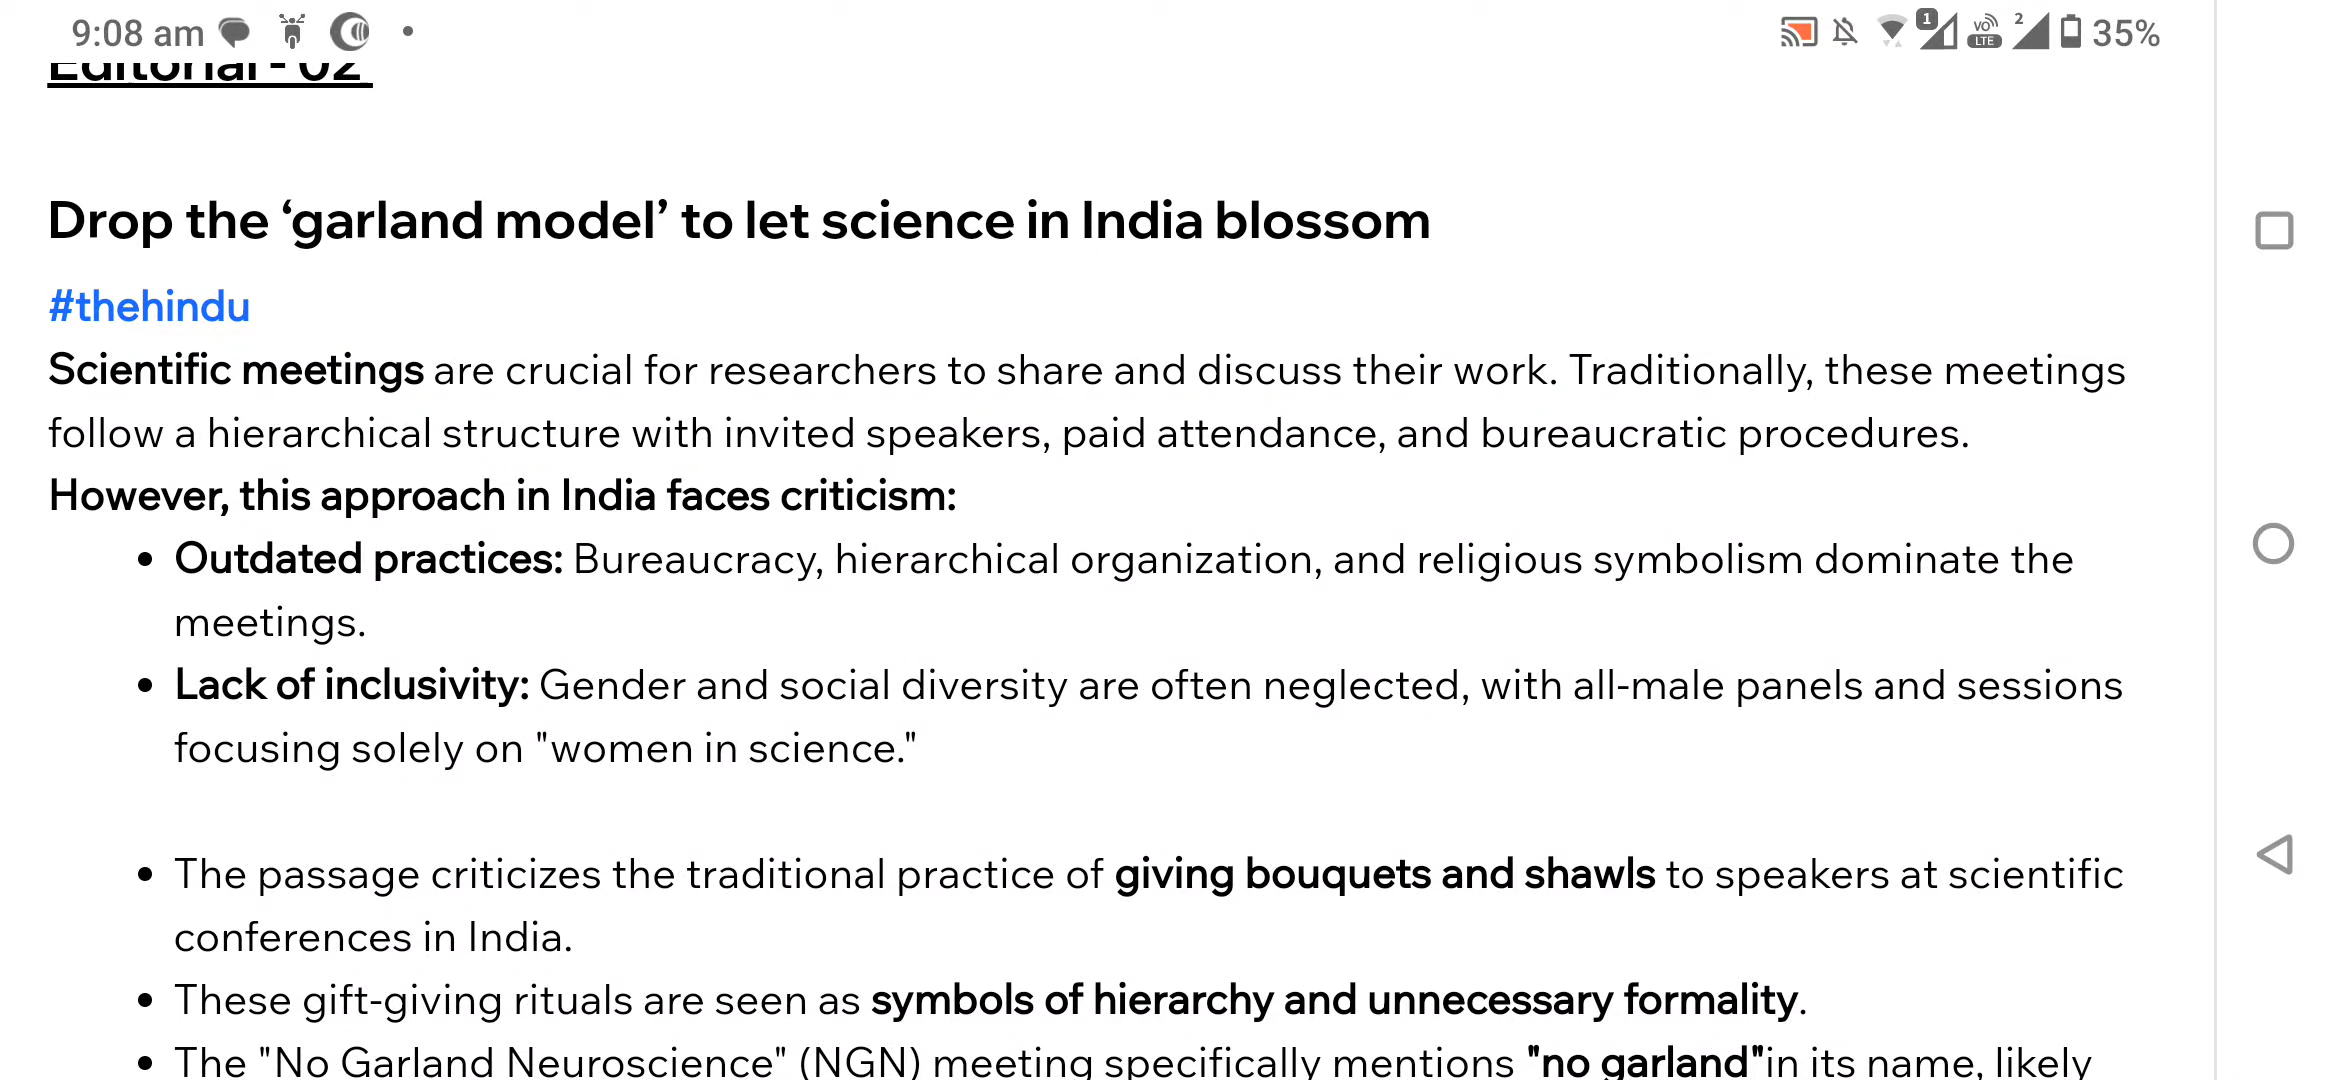 9:08 am
1
VO
LTE
2
35%
Editorial - 02
Drop the ‘garland model’ to let science in India blossom
#thehindu
Scientific meetings are crucial for researchers to share and discuss their work. Traditionally, these meetings
follow a hierarchical structure with invited speakers, paid attendance, and bureaucratic procedures.
However, this approach in India faces criticism:
• Outdated practices: Bureaucracy, hierarchical organization, and religious symbolism dominate the
meetings.
• Lack of inclusivity: Gender and social diversity are often neglected, with all-male panels and sessions
focusing solely on "women in science."
• The passage criticizes the traditional practice of giving bouquets and shawls to speakers at scientific
conferences in India.
• These gift-giving rituals are seen as symbols of hierarchy and unnecessary formality.
• The "No Garland Neuroscience" (NGN) meeting specifically mentions "no garland"in its name, likely